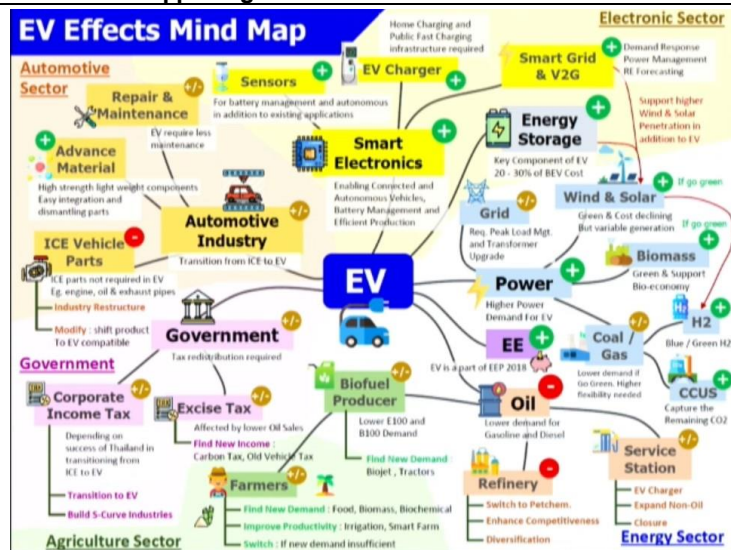 EV Effects Mind Map
Electronic Sector
Automotive
Sector
Home Charging and
Public Fast Charging
infrastructure required
EV Charger
+
Smart Grid
& V2G
+
Demand Response
Power Management
RE Forecasting
Sensors
+
For battery management and autonomous
in addition to existing applications
Repair &
Maintenance
+/-
EV require less
maintenance
Smart
Electronics
+
Enabling Connected and
Autonomous Vehicles,
Battery Management and
Efficient Production
Energy
Storage
+
Key Component of EV
20 - 30% of BEV Cost
Support higher
Wind & Solar
Penetration in
addition to EV
Advance
Material
+
High strength light weight components
Easy integration and
dismantling parts
Automotive
Industry
+/-
Transition from ICE to EV
Grid
+/-
Req. Peak Load Mgt.
and Transformer
Upgrade
Wind & Solar
+
If go green
Green & Cost declining
But variable generation
If go green
ICE Vehicle
Parts
-
ICE parts not required in EV
Eg. engine, oil & exhaust pipes
Industry Restructure
Modify : shift product
To EV compatible
EV
Power
+
Higher Power
Demand For EV
Biomass
+
Green & Support
Bio-economy
H2
H2
+
Blue / Green H2
Government
+/-
Tax redistribution required
EE
+
EV is a part of EEP 2018
Coal /
Gas
+/-
Lower demand if
Go Green. Higher
flexibility needed
CCUS
+
Capture the
Remaining CO2
Government
Corporate
Income Tax
+/-
Depending on
success of Thailand in
transitioning from
ICE to EV
Transition to EV
Build S-Curve Industries
Excise Tax
+/-
Affected by lower Oil Sales
Find New Income :
Carbon Tax, Old Vehicle Tax
Biofuel
Producer
+/-
Lower E100 and
B100 Demand
Find New Demand :
Biojet , Tractors
Oil
-
Lower demand for
Gasoline and Diesel
Service
Station
+/-
EV Charger
Expand Non-Oil
Closure
Refinery
-
Switch to Petchem.
Enhance Competitiveness
Diversification
Farmers
+/-
Find New Demand : Food, Biomass, Biochemical
Improve Productivity : Irrigation, Smart Farm
Switch : If new demand insufficient
Agriculture Sector
Energy Sector